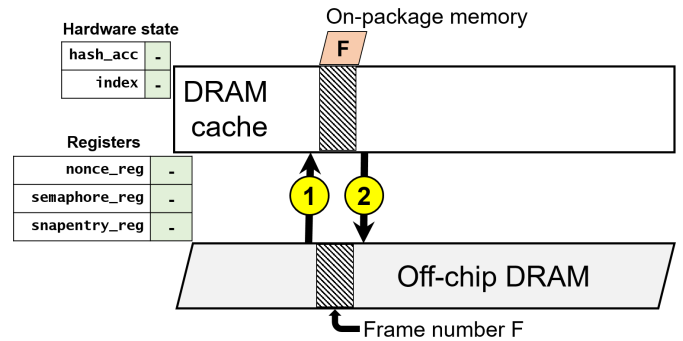 On-package memory
Hardware state
F
hash_acc -
index -
DRAM
cache
Registers
nonce_reg -
semaphore_reg -
snapentry_reg -
1
2
Off-chip DRAM
Frame number F